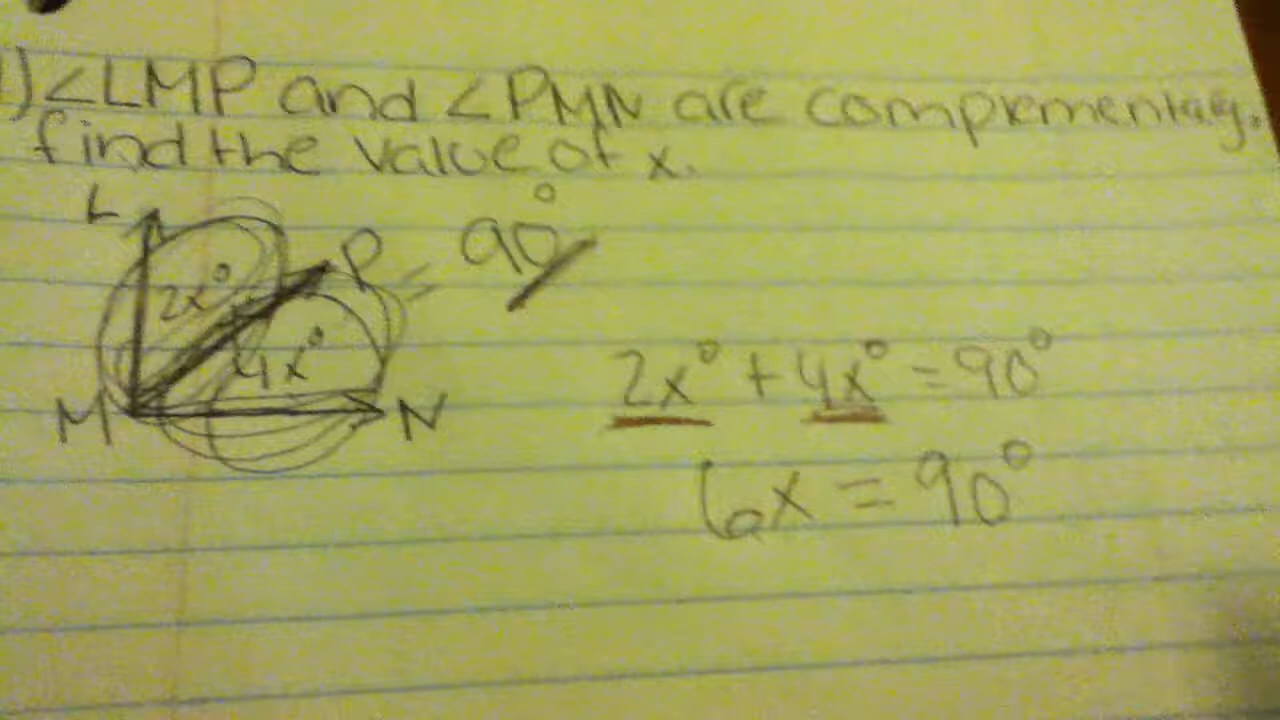 1) ∠LMP and ∠PMN are complementary.
find the value of x.
L
P = 90°
2x°
4x°
M N
2x° + 4x° = 90°
6x = 90°